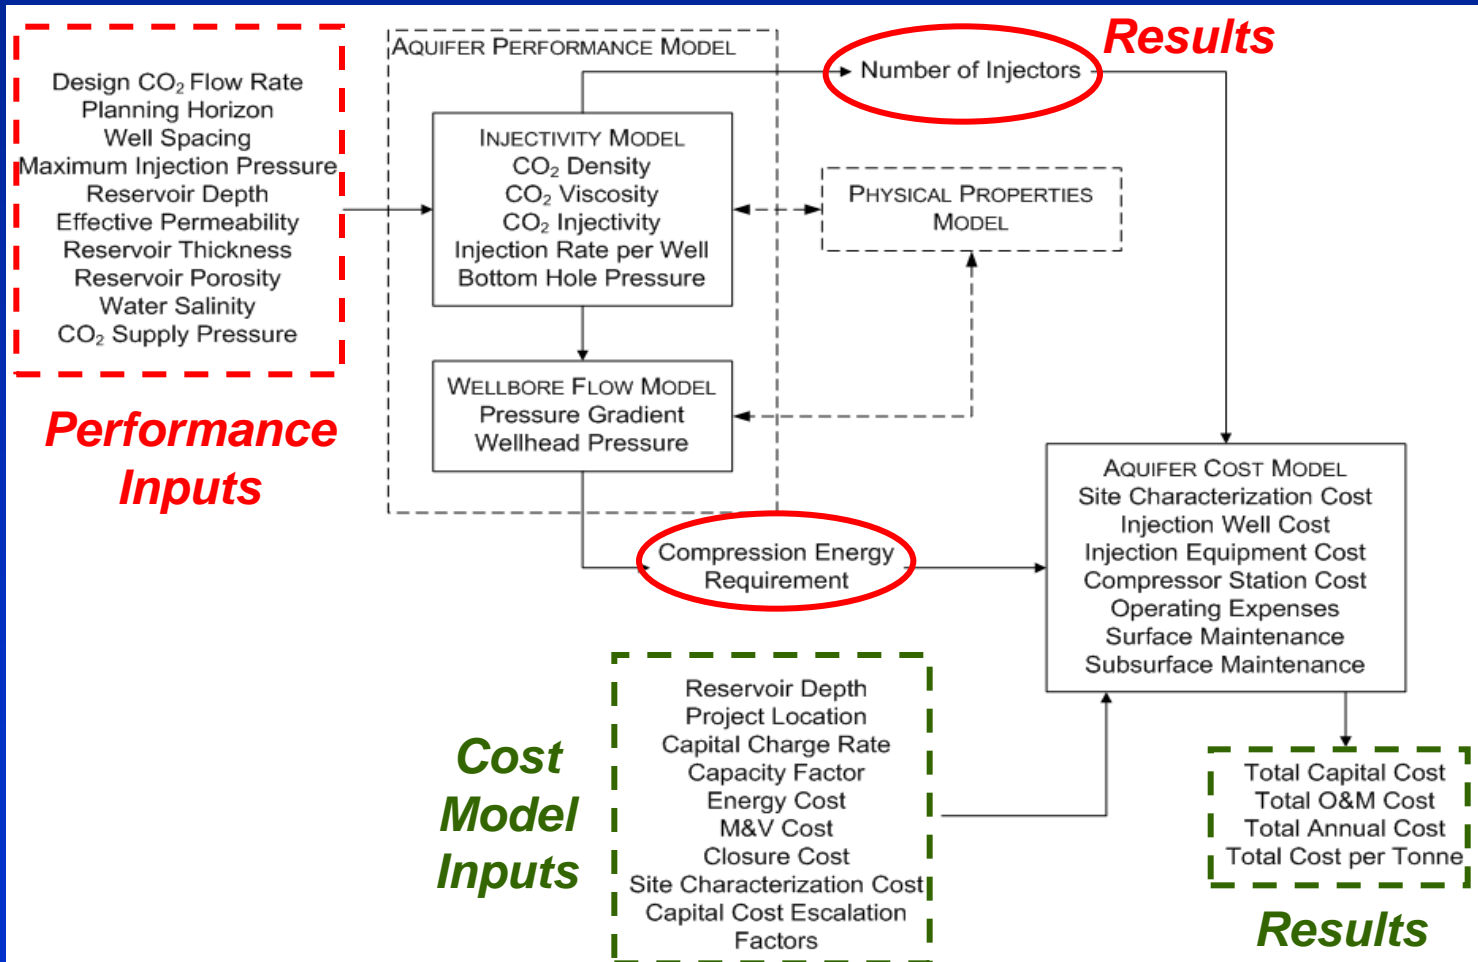 Results
AQUIFER PERFORMANCE MODEL
Number of Injectors
Design CO₂ Flow Rate
Planning Horizon
Well Spacing
Maximum Injection Pressure
Reservoir Depth
Effective Permeability
Reservoir Thickness
Reservoir Porosity
Water Salinity
CO₂ Supply Pressure
Performance
Inputs
INJECTIVITY MODEL
CO₂ Density
CO₂ Viscosity
CO₂ Injectivity
Injection Rate per Well
Bottom Hole Pressure
PHYSICAL PROPERTIES
MODEL
WELLBORE FLOW MODEL
Pressure Gradient
Wellhead Pressure
Compression Energy
Requirement
AQUIFER COST MODEL
Site Characterization Cost
Injection Well Cost
Injection Equipment Cost
Compressor Station Cost
Operating Expenses
Surface Maintenance
Subsurface Maintenance
Cost
Model
Inputs
Reservoir Depth
Project Location
Capital Charge Rate
Capacity Factor
Energy Cost
M&V Cost
Closure Cost
Site Characterization Cost
Capital Cost Escalation
Factors
Total Capital Cost
Total O&M Cost
Total Annual Cost
Total Cost per Tonne
Results